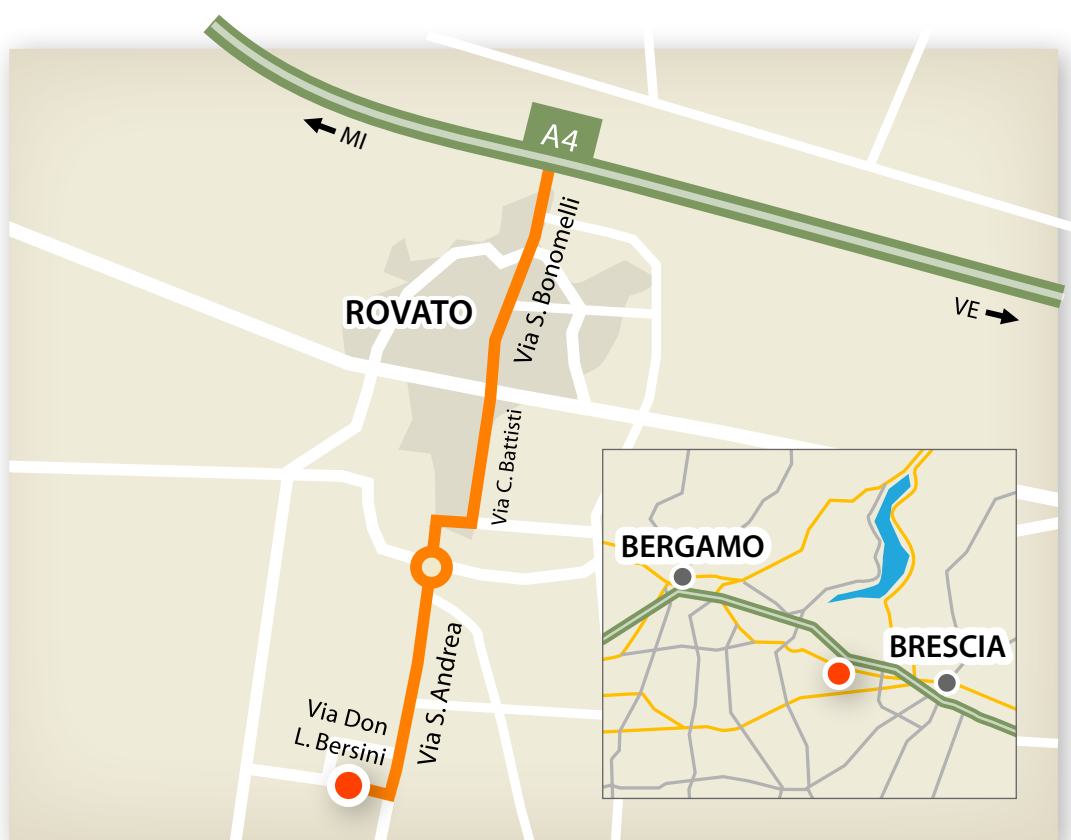 A4
MI
VE
Via S. Bonomelli
ROVATO
Via C. Battisti
BERGAMO
BRESCIA
Via S. Andrea
Via Don
L. Bersini